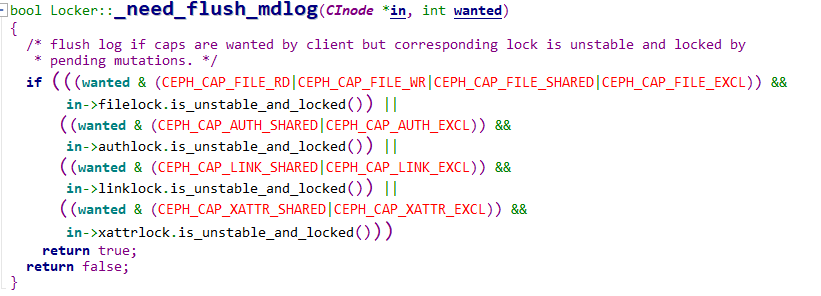 bool Locker::_need_flush_mdlog(CInode *in, int wanted)
{
  /* flush log if caps are wanted by client but corresponding lock is unstable and locked by
   * pending mutations. */
  if (((wanted & (CEPH_CAP_FILE_RD|CEPH_CAP_FILE_WR|CEPH_CAP_FILE_SHARED|CEPH_CAP_FILE_EXCL)) &&
       in->filelock.is_unstable_and_locked()) ||
      ((wanted & (CEPH_CAP_AUTH_SHARED|CEPH_CAP_AUTH_EXCL)) &&
       in->authlock.is_unstable_and_locked()) ||
      ((wanted & (CEPH_CAP_LINK_SHARED|CEPH_CAP_LINK_EXCL)) &&
       in->linklock.is_unstable_and_locked()) ||
      ((wanted & (CEPH_CAP_XATTR_SHARED|CEPH_CAP_XATTR_EXCL)) &&
       in->xattrlock.is_unstable_and_locked()))
    return true;
  return false;
}